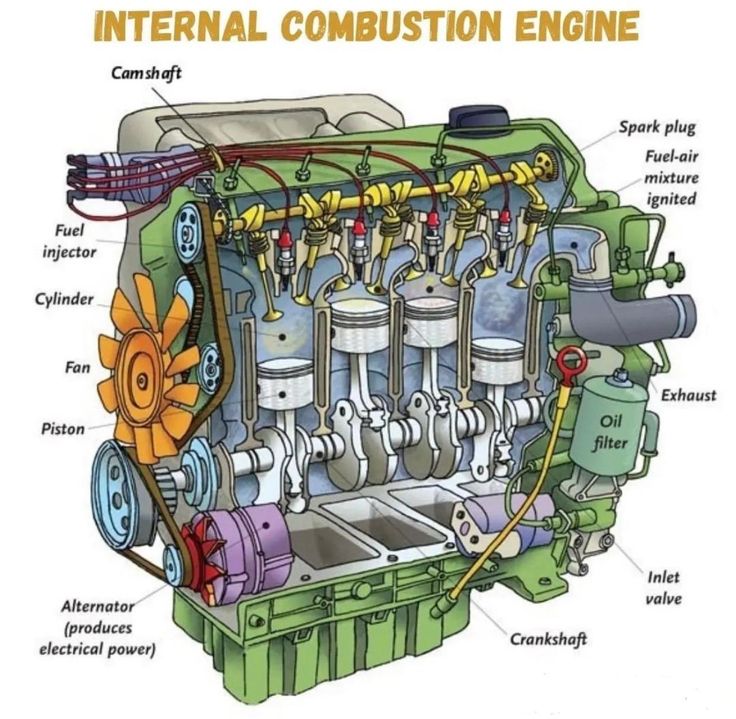 INTERNAL COMBUSTION ENGINE
Camshaft
Spark plug
Fuel-air
mixture
ignited
Fuel
injector
Cylinder
Fan
Piston
Exhaust
Oil
filter
Inlet
valve
Alternator
(produces
electrical power)
Crankshaft